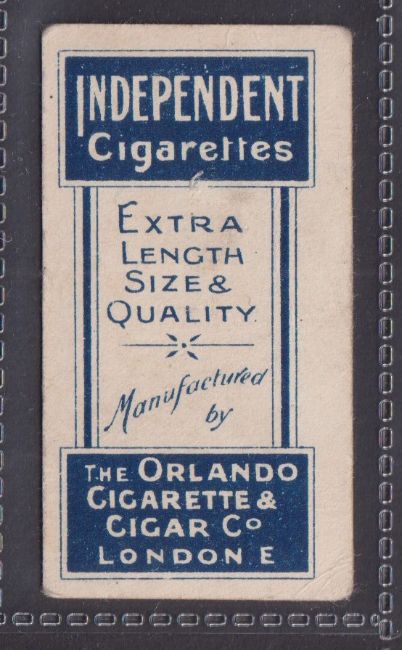 INDEPENDENT
Cigarettes
EXTRA
LENGTH
SIZE &
QUALITY
Manufactured
by
THE ORLANDO
CIGARETTE &
CIGAR Co
LONDON E